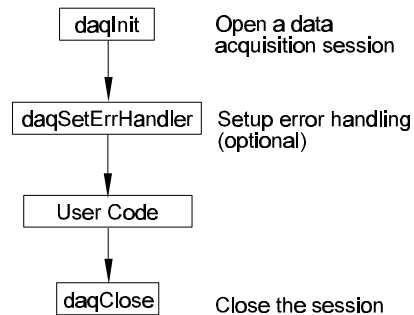 daqInit
Open a data
acquisition session
daqSetErrHandler
Setup error handling
(optional)
User Code
daqClose
Close the session